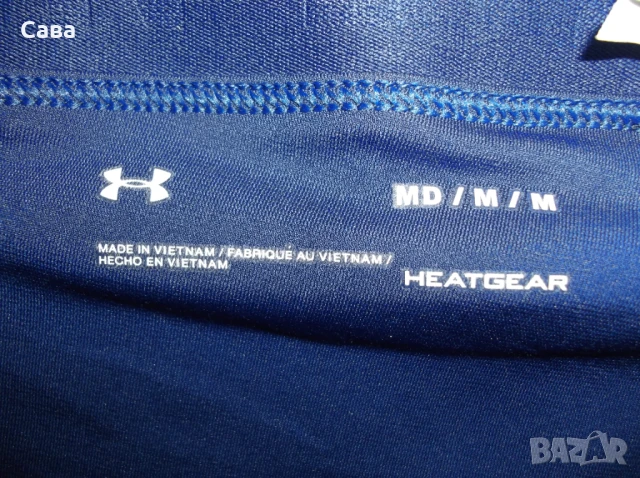 Сава
MD / M / M
MADE IN VIETNAM / FABRIQUÉ AU VIETNAM /
HECHO EN VIETNAM
HEATGEAR
BAZAR